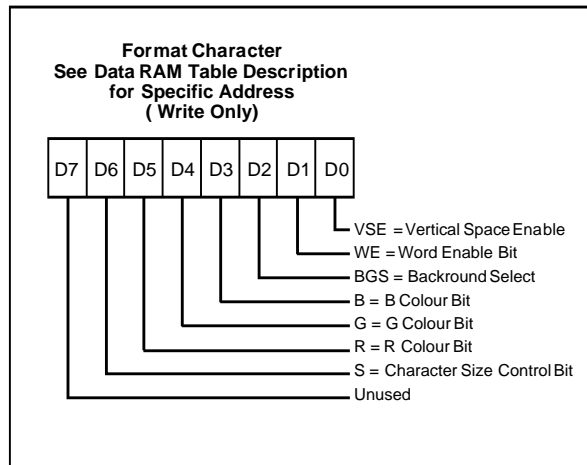 Format Character
See Data RAM Table Description
for Specific Address
( Write Only)
D7 D6 D5 D4 D3 D2 D1 D0
VSE = Vertical Space Enable
WE = Word Enable Bit
BGS = Backround Select
B = B Colour Bit
G = G Colour Bit
R = R Colour Bit
S = Character Size Control Bit
Unused